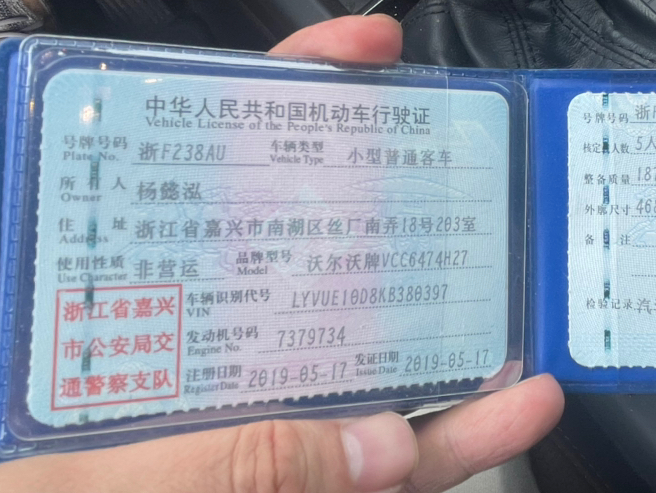 中华人民共和国机动车行驶证
Vehicle License of the People's Republic of China
号牌号码 浙F238AU 车辆类型 小型普通客车
Plate No. Vehicle Type
所有人 杨懿泓
Owner
住址 浙江省嘉兴市南湖区丝厂南弄18号203室
Address
使用性质 非营运 品牌型号 沃尔沃牌VCC6474H27
Use Character Model
浙江省嘉兴
市公安局交
通警察支队
车辆识别代号 LYVUE10D8KB380397
VIN
发动机号码 7379734
Engine No.
注册日期 2019-05-17 发证日期 2019-05-17
Register Date Issue Date
号牌号码 浙
核定人数 5人
整备质量 187
外廓尺寸 468
备注
检验记录